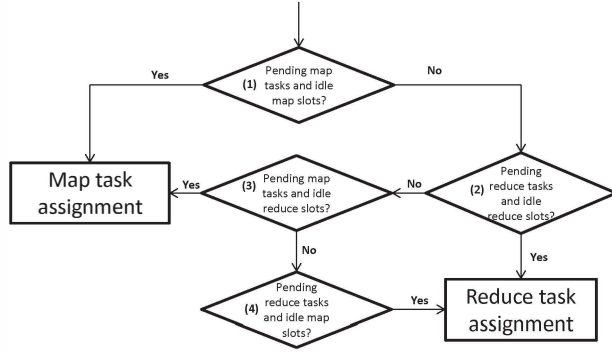 Yes
No
(1)
Pending map
tasks and idle
map slots?
Map task
assignment
Yes
(3)
Pending map
tasks and idle
reduce slots?
No
(2)
Pending
reduce tasks
and idle
reduce slots?
No
Yes
(4)
Pending
reduce tasks
and idle map
slots?
Yes
Reduce task
assignment